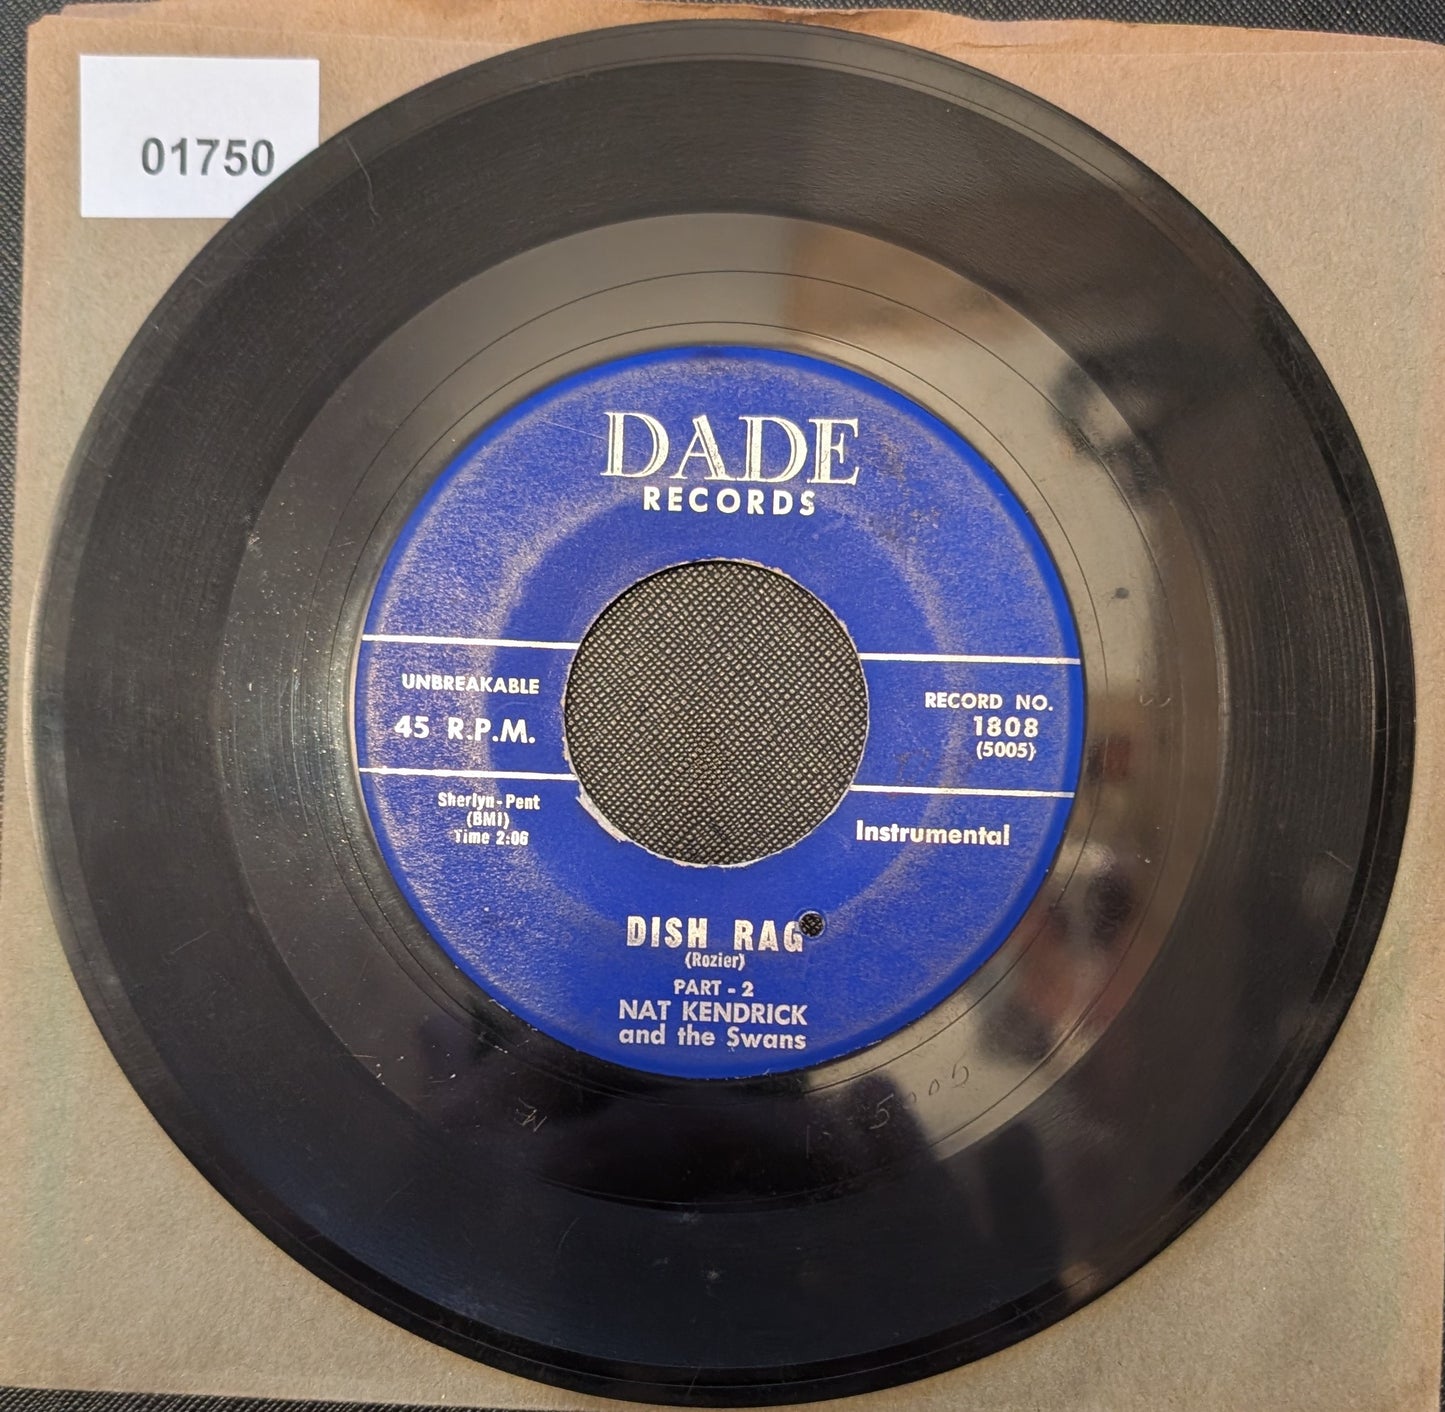 01750
DADE
RECORDS
UNBREAKABLE
45 R.P.M.
RECORD NO.
1808
(5005)
Sherlyn-Pent
(BMI)
Time 2:06
Instrumental
DISH RAG
(Rozier)
PART - 2
NAT KENDRICK
and the Swans
5005